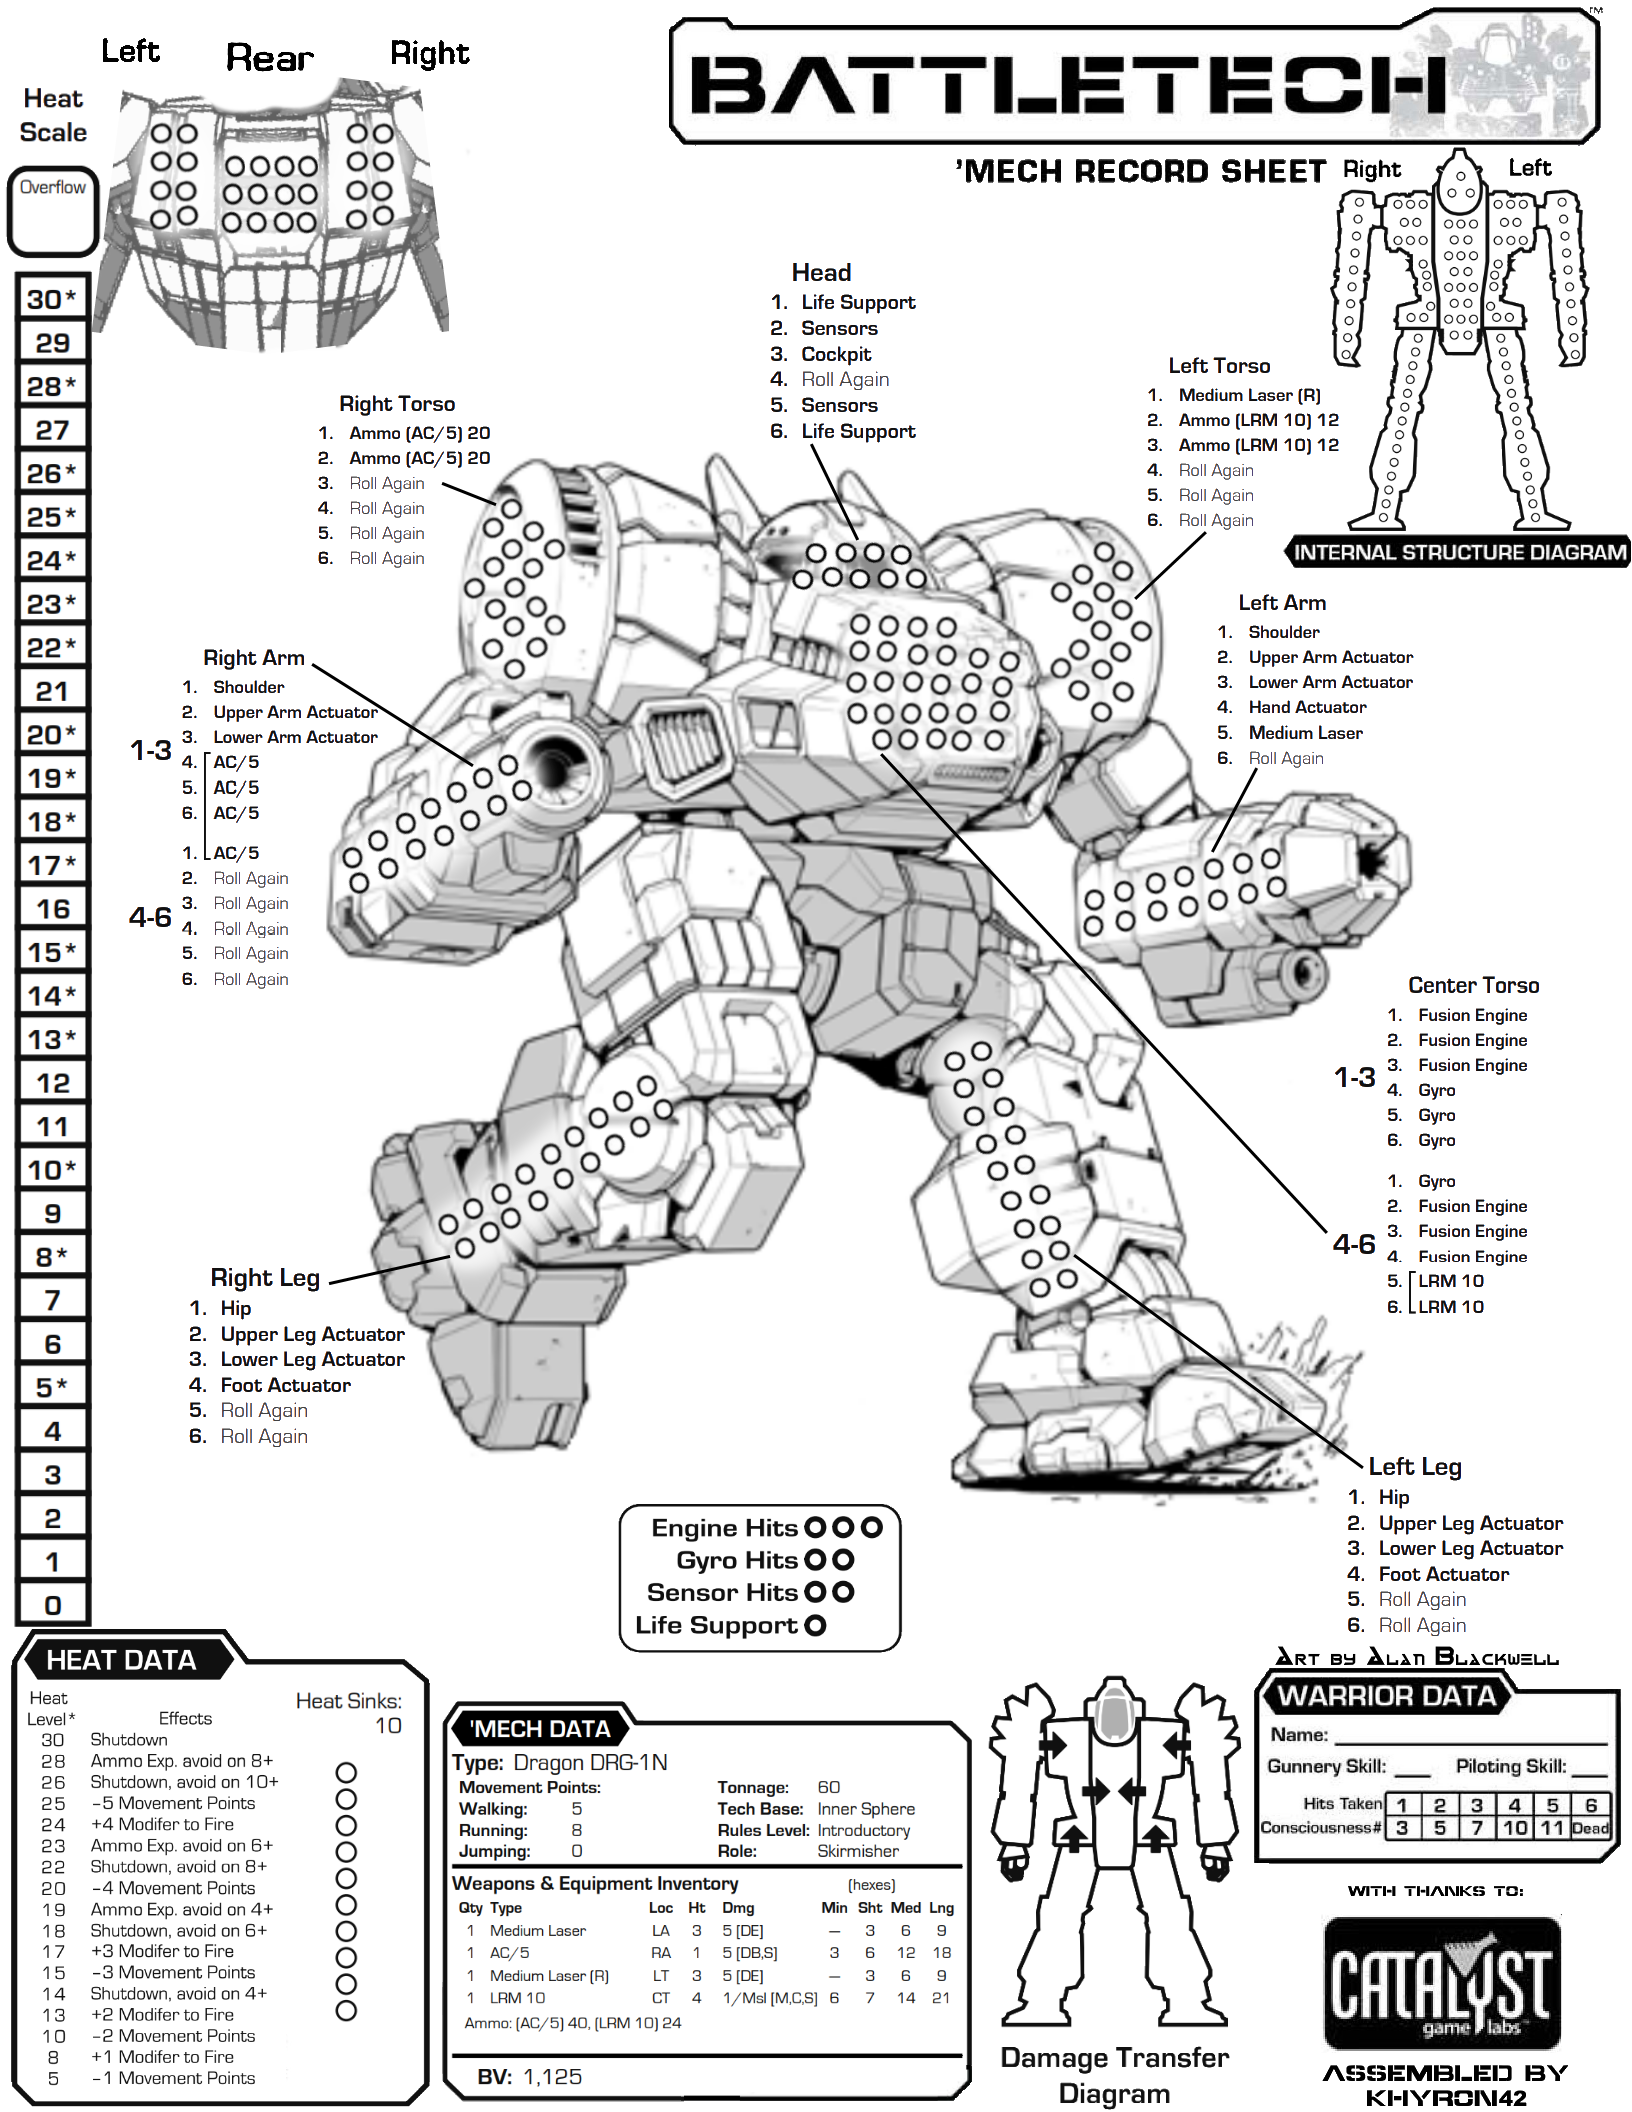 Left Rear Right
BATTLETECH
TM
'MECH RECORD SHEET
Right Left
INTERNAL STRUCTURE DIAGRAM
Heat
Scale
Overflow
30*
29
28*
27
26*
25*
24*
23*
22*
21
20*
19*
18*
17*
16
15*
14*
13*
12
11
10*
9
8*
7
6
5*
4
3
2
1
0
Head
1. Life Support
2. Sensors
3. Cockpit
4. Roll Again
5. Sensors
6. Life Support
Right Torso
1. Ammo (AC/5) 20
2. Ammo (AC/5) 20
3. Roll Again
4. Roll Again
5. Roll Again
6. Roll Again
Left Torso
1. Medium Laser (R)
2. Ammo (LRM 10) 12
3. Ammo (LRM 10) 12
4. Roll Again
5. Roll Again
6. Roll Again
Right Arm
1. Shoulder
2. Upper Arm Actuator
1-3 3. Lower Arm Actuator
4. AC/5
5. AC/5
6. AC/5
1. AC/5
2. Roll Again
4-6 3. Roll Again
4. Roll Again
5. Roll Again
6. Roll Again
Left Arm
1. Shoulder
2. Upper Arm Actuator
3. Lower Arm Actuator
4. Hand Actuator
5. Medium Laser
6. Roll Again
Center Torso
1. Fusion Engine
2. Fusion Engine
1-3 3. Fusion Engine
4. Gyro
5. Gyro
6. Gyro
1. Gyro
2. Fusion Engine
4-6 3. Fusion Engine
4. Fusion Engine
5. LRM 10
6. LRM 10
Right Leg
1. Hip
2. Upper Leg Actuator
3. Lower Leg Actuator
4. Foot Actuator
5. Roll Again
6. Roll Again
Left Leg
1. Hip
2. Upper Leg Actuator
3. Lower Leg Actuator
4. Foot Actuator
5. Roll Again
6. Roll Again
Engine Hits
Gyro Hits
Sensor Hits
Life Support
Art by Alan Blackwell
HEAT DATA
Heat
Level* Effects
Heat Sinks:
10
30 Shutdown
28 Ammo Exp. avoid on 8+
26 Shutdown, avoid on 10+
25 -5 Movement Points
24 +4 Modifer to Fire
23 Ammo Exp. avoid on 6+
22 Shutdown, avoid on 8+
20 -4 Movement Points
19 Ammo Exp. avoid on 4+
18 Shutdown, avoid on 6+
17 +3 Modifer to Fire
15 -3 Movement Points
14 Shutdown, avoid on 4+
13 +2 Modifer to Fire
10 -2 Movement Points
8 +1 Modifer to Fire
5 -1 Movement Points
'MECH DATA
Type: Dragon DRG-1N
Movement Points: Tonnage: 60
Walking: 5 Tech Base: Inner Sphere
Running: 8 Rules Level: Introductory
Jumping: 0 Role: Skirmisher
Weapons & Equipment Inventory (hexes)
Qty Type Loc Ht Dmg Min Sht Med Lng
1 Medium Laser LA 3 5 [DE] — 3 6 9
1 AC/5 RA 1 5 [DB,S] 3 6 12 18
1 Medium Laser (R) LT 3 5 [DE] — 3 6 9
1 LRM 10 CT 4 1/Msl [M,C,S] 6 7 14 21
Ammo: (AC/5) 40, (LRM 10) 24
BV: 1,125
Damage Transfer
Diagram
WARRIOR DATA
Name:
Gunnery Skill: Piloting Skill:
Hits Taken 1 2 3 4 5 6
Consciousness# 3 5 7 10 11 Dead
WITH THANKS TO:
CATALYST
game labs™
ASSEMBLED BY
KHYRON42